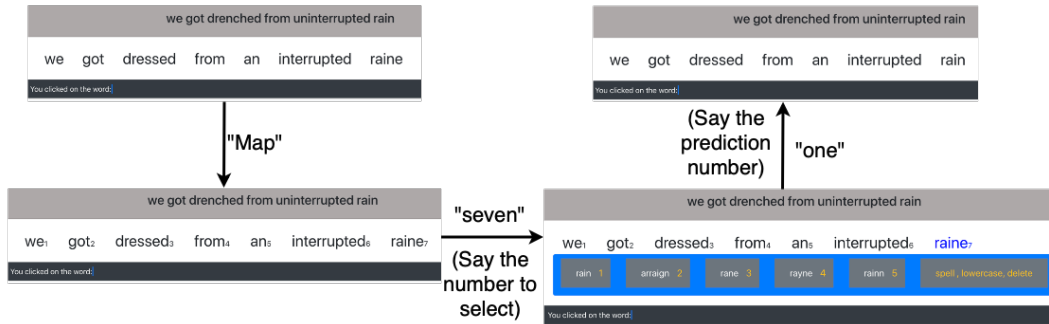 we got drenched from uninterrupted rain
we got dressed from an interrupted raine
You clicked on the word:
"Map"
we got drenched from uninterrupted rain
we₁ got₂ dressed₃ from₄ an₅ interrupted₆ raine₇
You clicked on the word:
"seven"
(Say the
number to
select)
we got drenched from uninterrupted rain
we₁ got₂ dressed₃ from₄ an₅ interrupted₆ raine₇
rain 1 arraign 2 rane 3 rayne 4 rainn 5 spell , lowercase, delete
You clicked on the word:
(Say the
prediction
number)
"one"
we got drenched from uninterrupted rain
we got dressed from an interrupted rain
You clicked on the word: